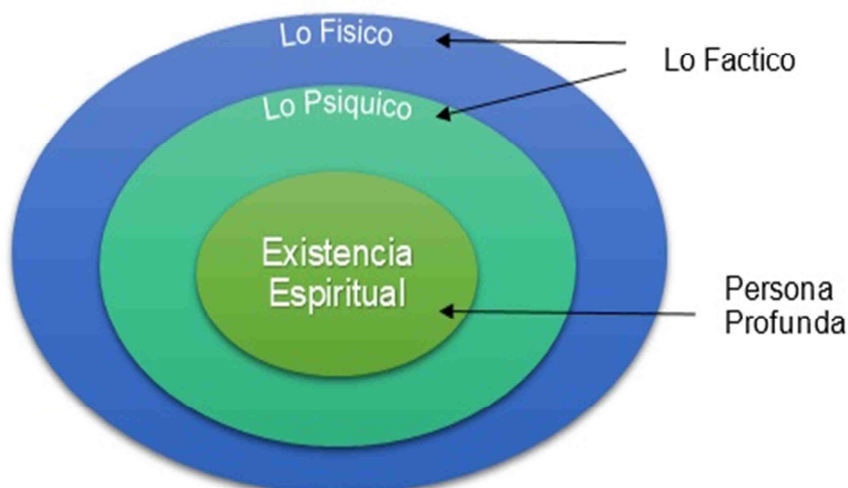 Lo Fisico
Lo Factico
Lo Psiquico
Existencia
Espiritual
Persona
Profunda